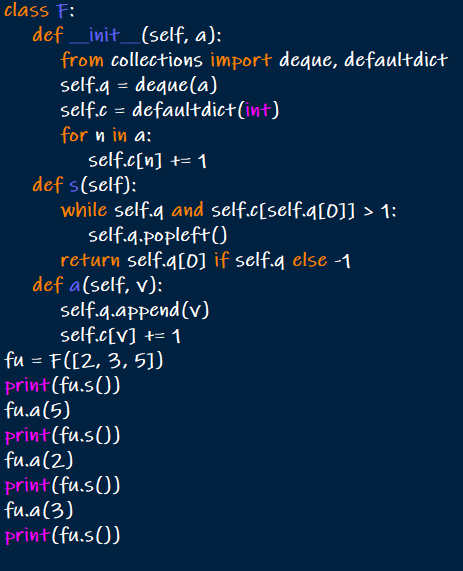 class F:
    def __init__(self, a):
        from collections import deque, defaultdict
        self.q = deque(a)
        self.c = defaultdict(int)
        for n in a:
            self.c[n] += 1
    def s(self):
        while self.q and self.c[self.q[0]] > 1:
            self.q.popleft()
        return self.q[0] if self.q else -1
    def a(self, v):
        self.q.append(v)
        self.c[v] += 1
fu = F([2, 3, 5])
print(fu.s())
fu.a(5)
print(fu.s())
fu.a(2)
print(fu.s())
fu.a(3)
print(fu.s())